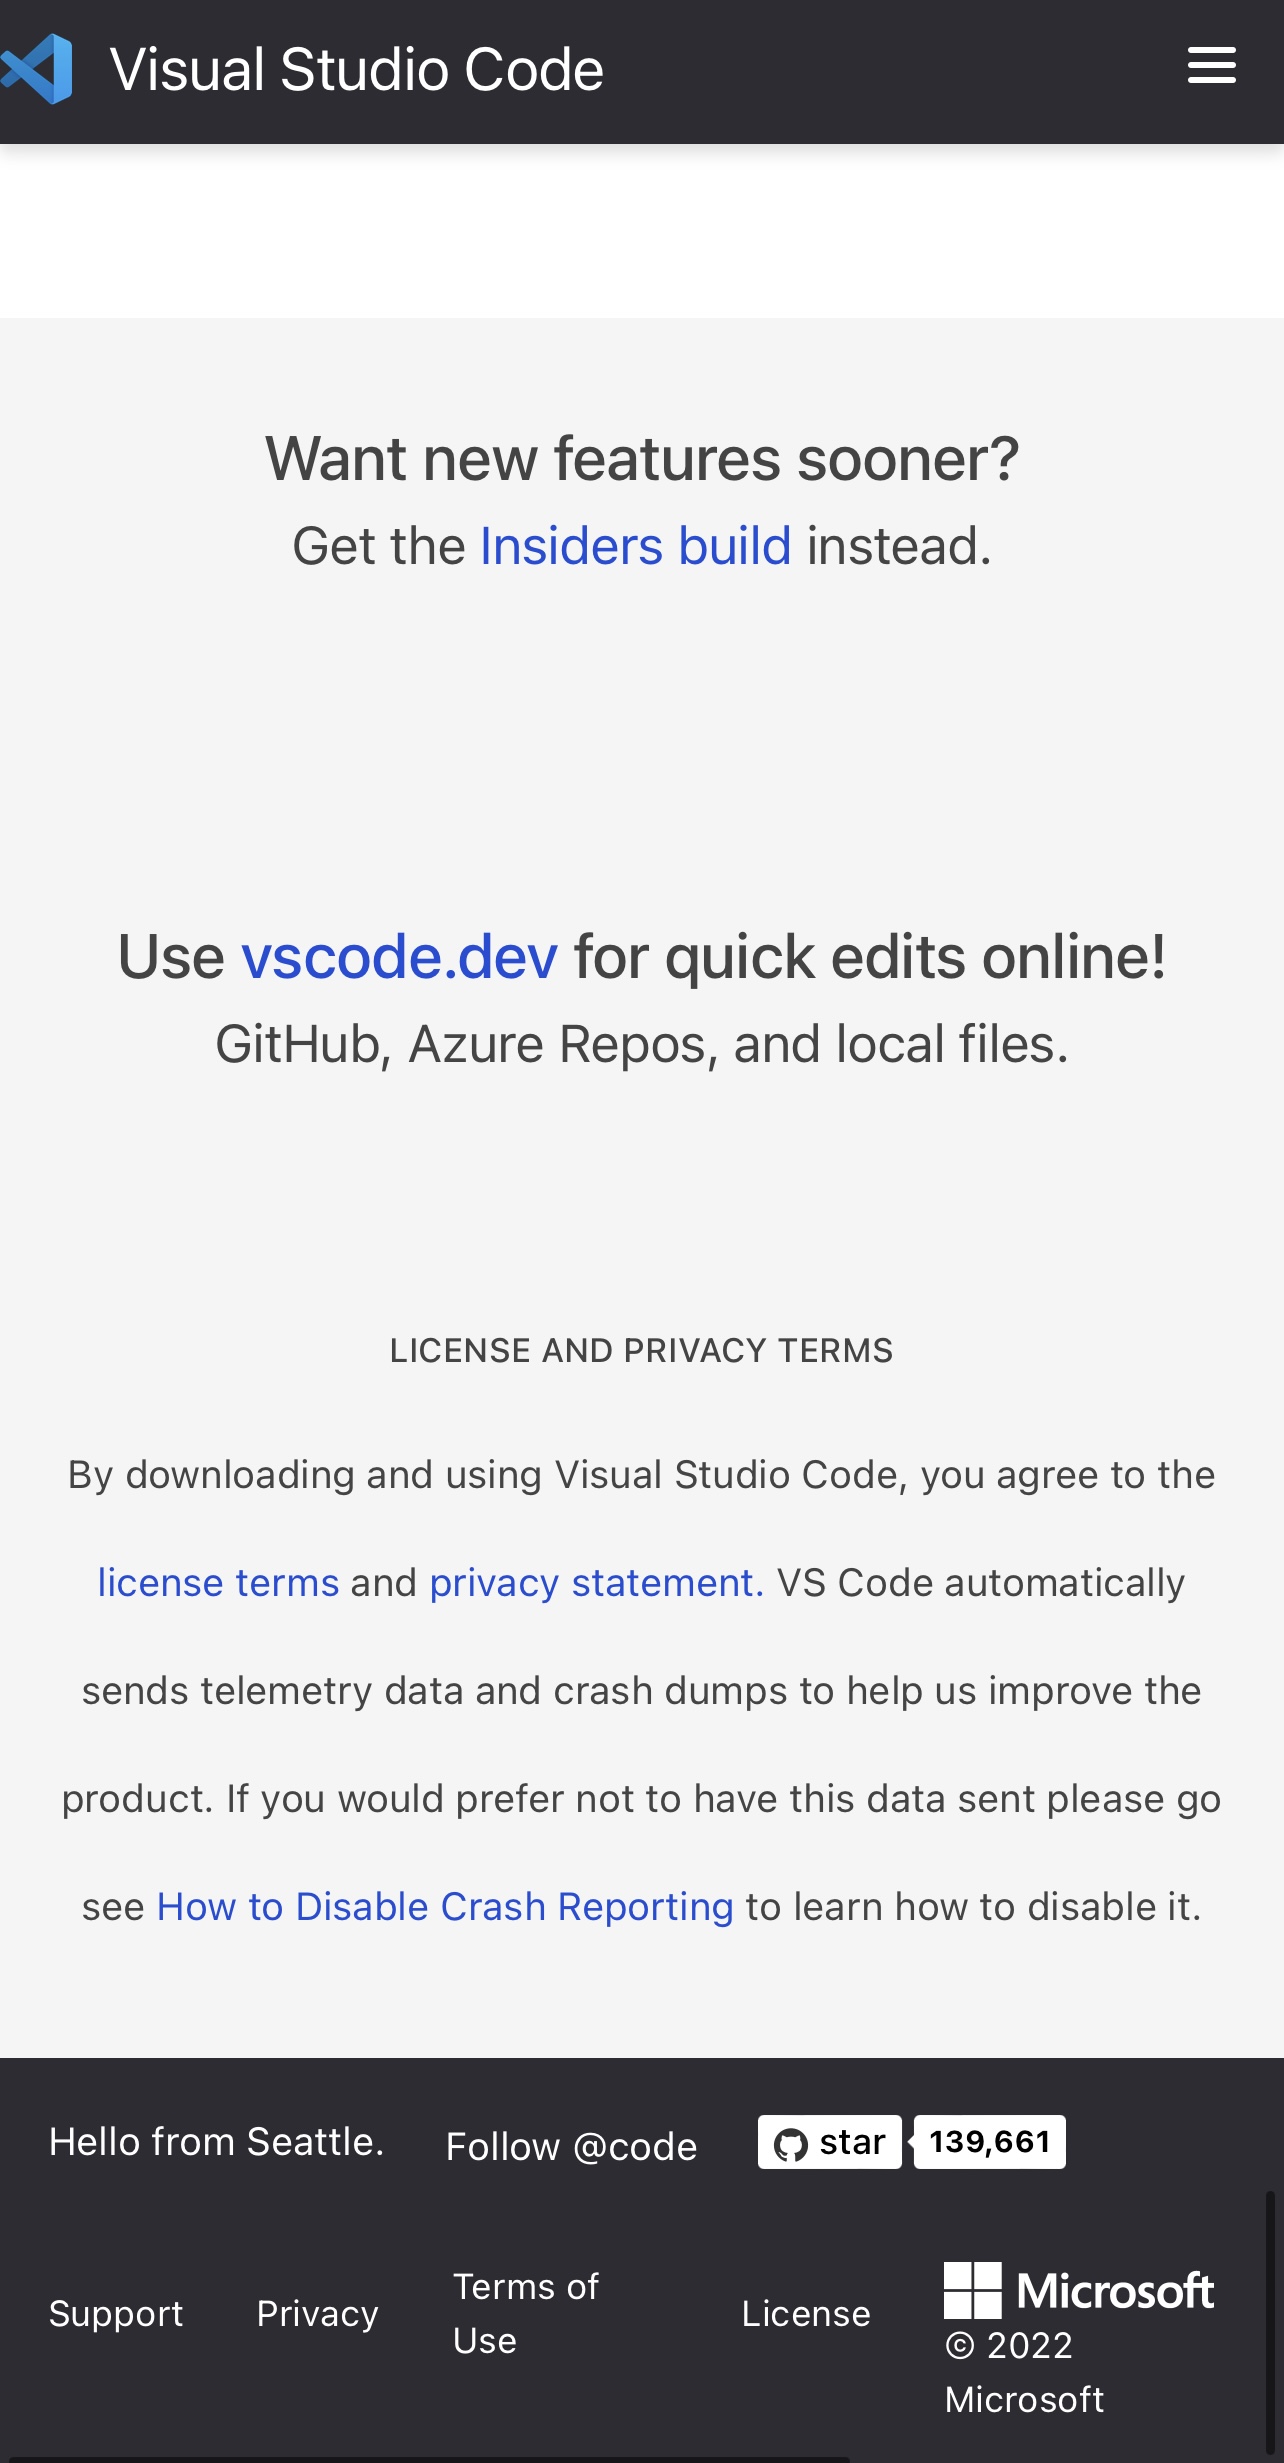 Visual Studio Code
Want new features sooner?
Get the Insiders build instead.
Use vscode.dev for quick edits online!
GitHub, Azure Repos, and local files.
LICENSE AND PRIVACY TERMS
By downloading and using Visual Studio Code, you agree to the
license terms and privacy statement. VS Code automatically
sends telemetry data and crash dumps to help us improve the
product. If you would prefer not to have this data sent please go
see How to Disable Crash Reporting to learn how to disable it.
Hello from Seattle.
Follow @code
star
139,661
Support
Privacy
Terms of
Use
License
Microsoft
© 2022
Microsoft